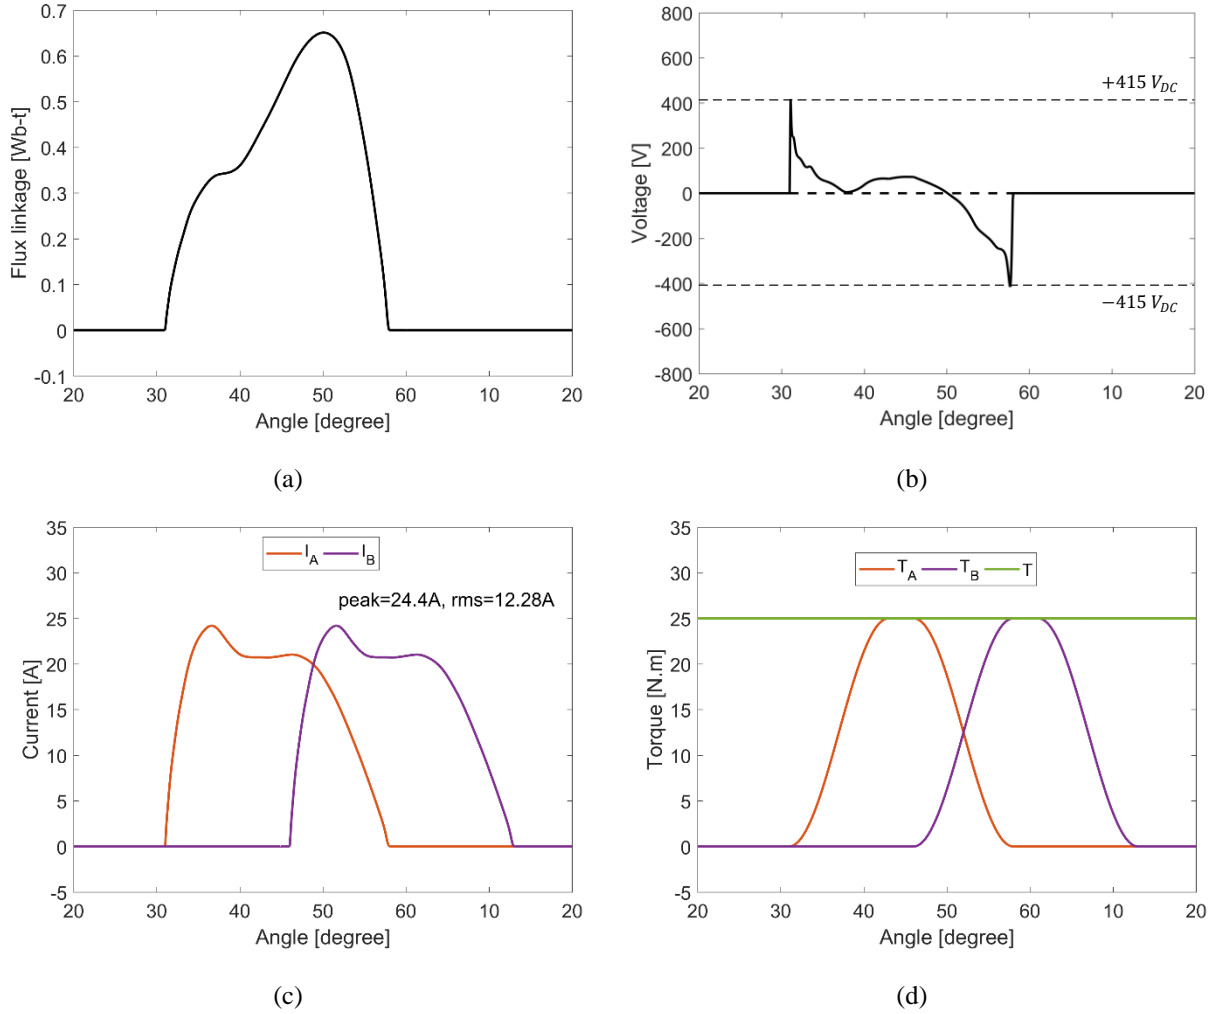 0.7
0.6
0.5
0.4
0.3
0.2
0.1
0
-0.1
Flux linkage [Wb-t]
20 30 40 50 60 10 20
Angle [degree]
(a)
800
600
400
200
0
-200
-400
-600
-800
Voltage [V]
+415 V_DC
−415 V_DC
20 30 40 50 60 10 20
Angle [degree]
(b)
35
30
25
20
15
10
5
0
-5
Current [A]
I_A I_B
peak=24.4A, rms=12.28A
20 30 40 50 60 10 20
Angle [degree]
(c)
35
30
25
20
15
10
5
0
-5
Torque [N.m]
T_A T_B T
20 30 40 50 60 10 20
Angle [degree]
(d)